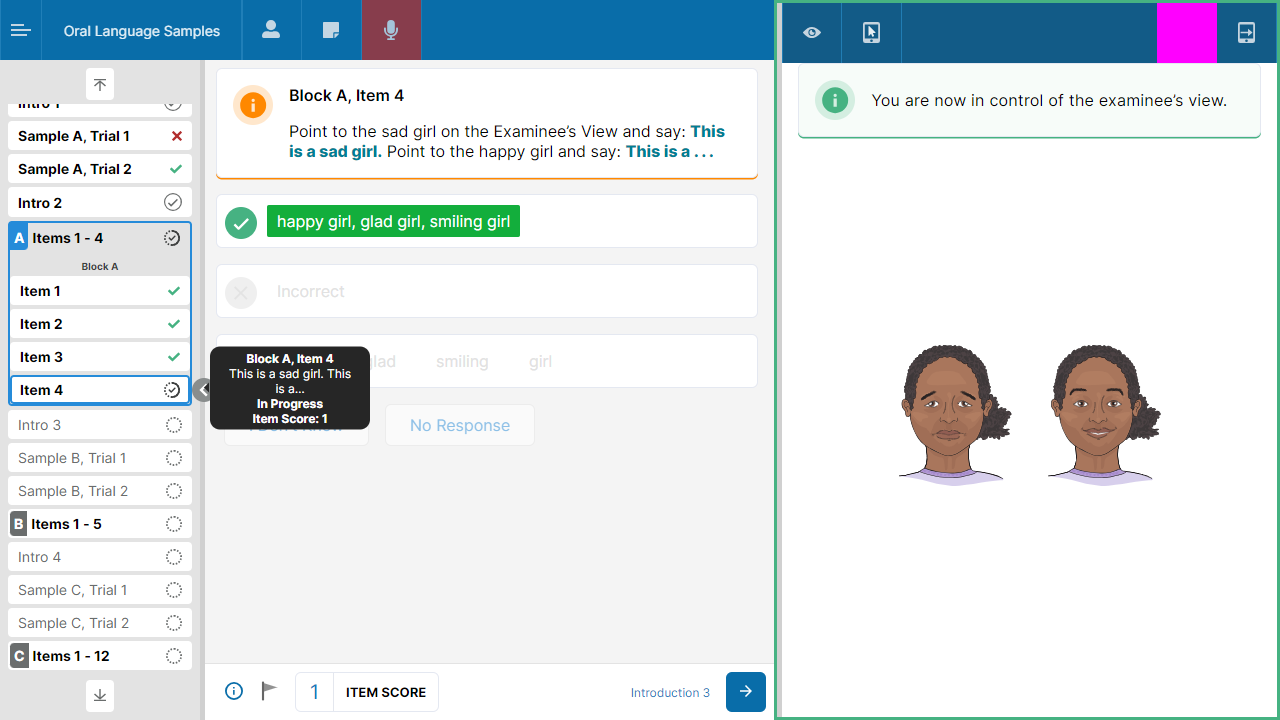 Oral Language Samples
Intro 1
Sample A, Trial 1
Sample A, Trial 2
Intro 2
A Items 1 - 4
Block A
Item 1
Item 2
Item 3
Item 4
Intro 3
Sample B, Trial 1
Sample B, Trial 2
B Items 1 - 5
Intro 4
Sample C, Trial 1
Sample C, Trial 2
C Items 1 - 12
Block A, Item 4
Point to the sad girl on the Examinee’s View and say: This
is a sad girl. Point to the happy girl and say: This is a . . .
happy girl, glad girl, smiling girl
Incorrect
glad smiling girl
Block A, Item 4
This is a sad girl. This
is a...
In Progress
Item Score: 1
No Response
1 ITEM SCORE
Introduction 3
You are now in control of the examinee’s view.